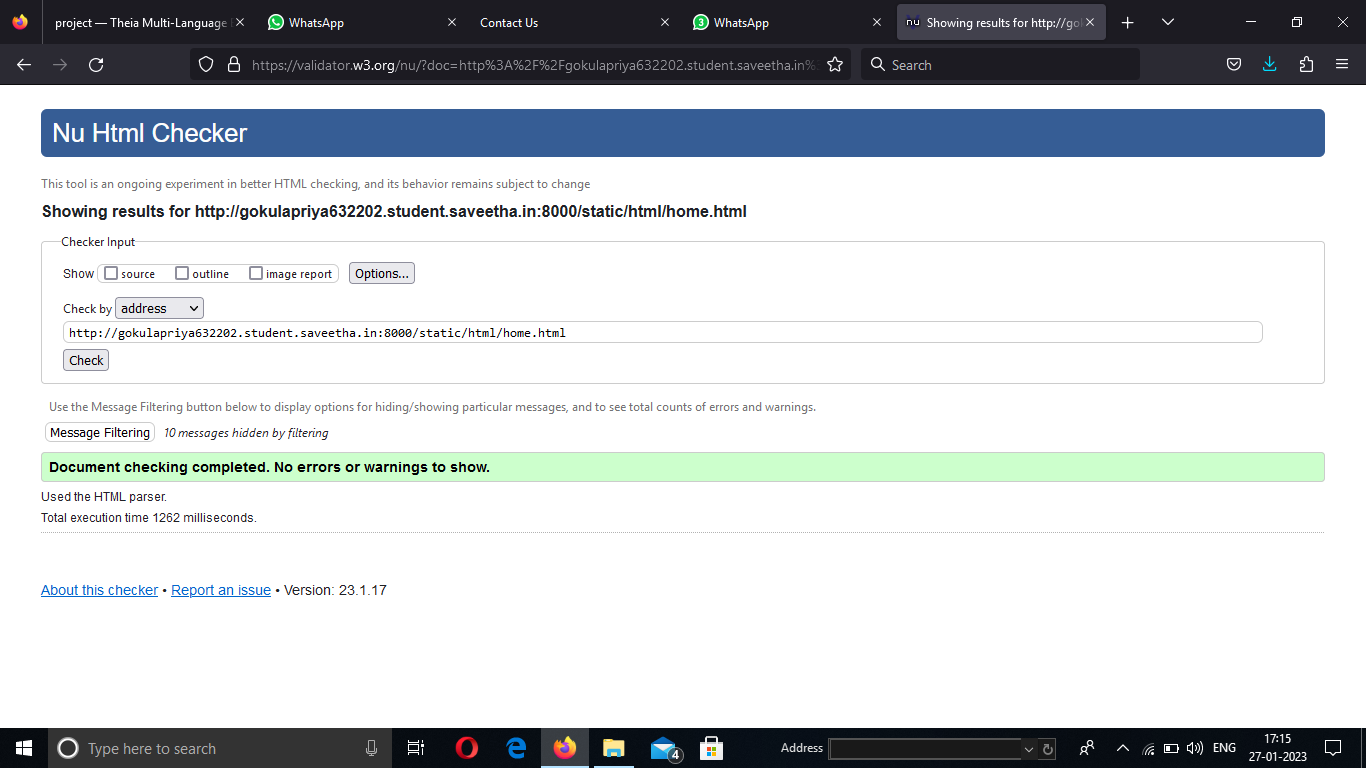 project — Theia Multi-Language
WhatsApp
Contact Us
3
WhatsApp
nu
Showing results for http://gok
https://validator.w3.org/nu/?doc=http%3A%2F%2Fgokulapriya632202.student.saveetha.in%3
Search
Nu Html Checker
This tool is an ongoing experiment in better HTML checking, and its behavior remains subject to change
Showing results for http://gokulapriya632202.student.saveetha.in:8000/static/html/home.html
Checker Input
Show source outline image report Options...
Check by address
http://gokulapriya632202.student.saveetha.in:8000/static/html/home.html
Check
Use the Message Filtering button below to display options for hiding/showing particular messages, and to see total counts of errors and warnings.
Message Filtering 10 messages hidden by filtering
Document checking completed. No errors or warnings to show.
Used the HTML parser.
Total execution time 1262 milliseconds.
About this checker • Report an issue • Version: 23.1.17
Type here to search
4
Address
ENG
17:15
27-01-2023